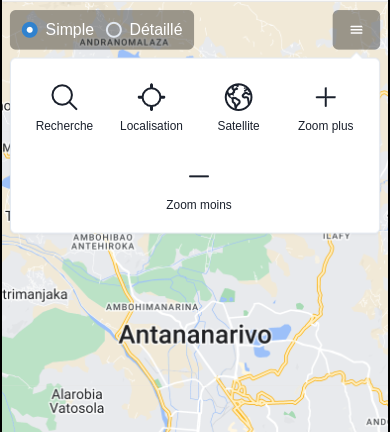 Simple Détaillé
ANDRANOMALAZA
Recherche Localisation Satellite Zoom plus
Zoom moins
AMBOHIBAO
ANTEHIROKA
ILAFY
trimanjaka
AMBOHIMANARINA
Antananarivo
Alarobia
Vatosola